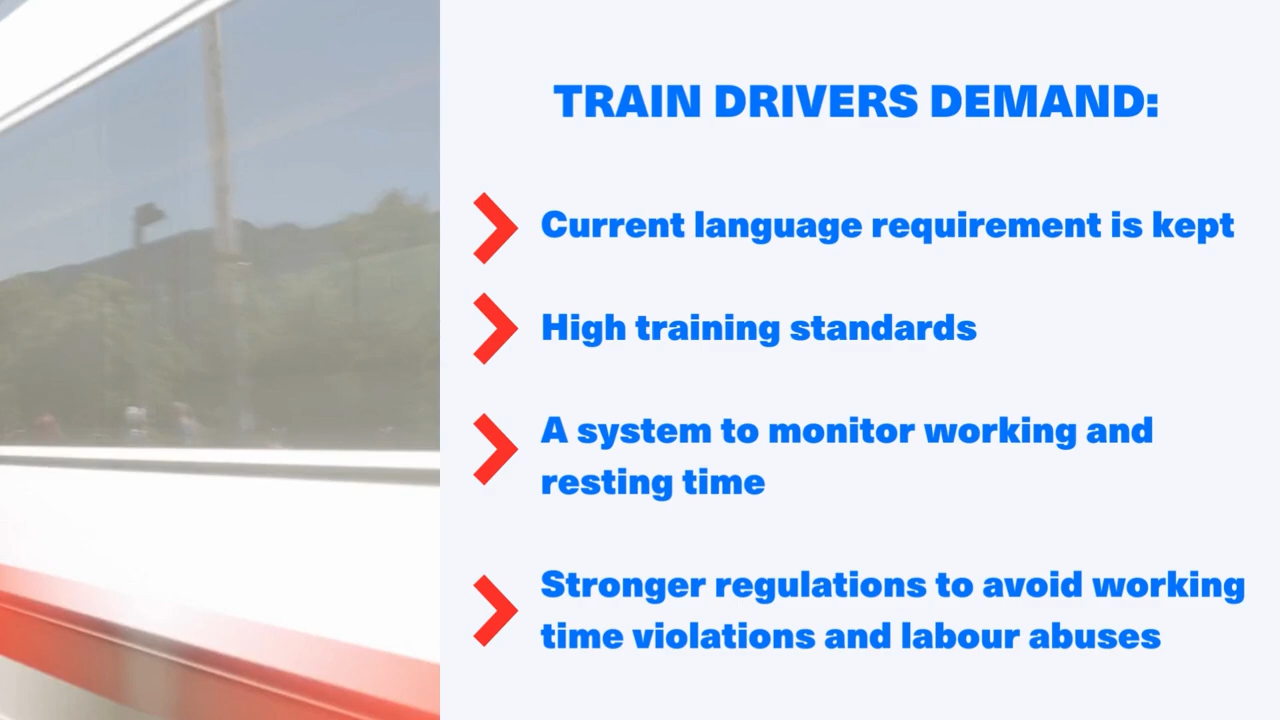 TRAIN DRIVERS DEMAND:
Current language requirement is kept
High training standards
A system to monitor working and
resting time
Stronger regulations to avoid working
time violations and labour abuses